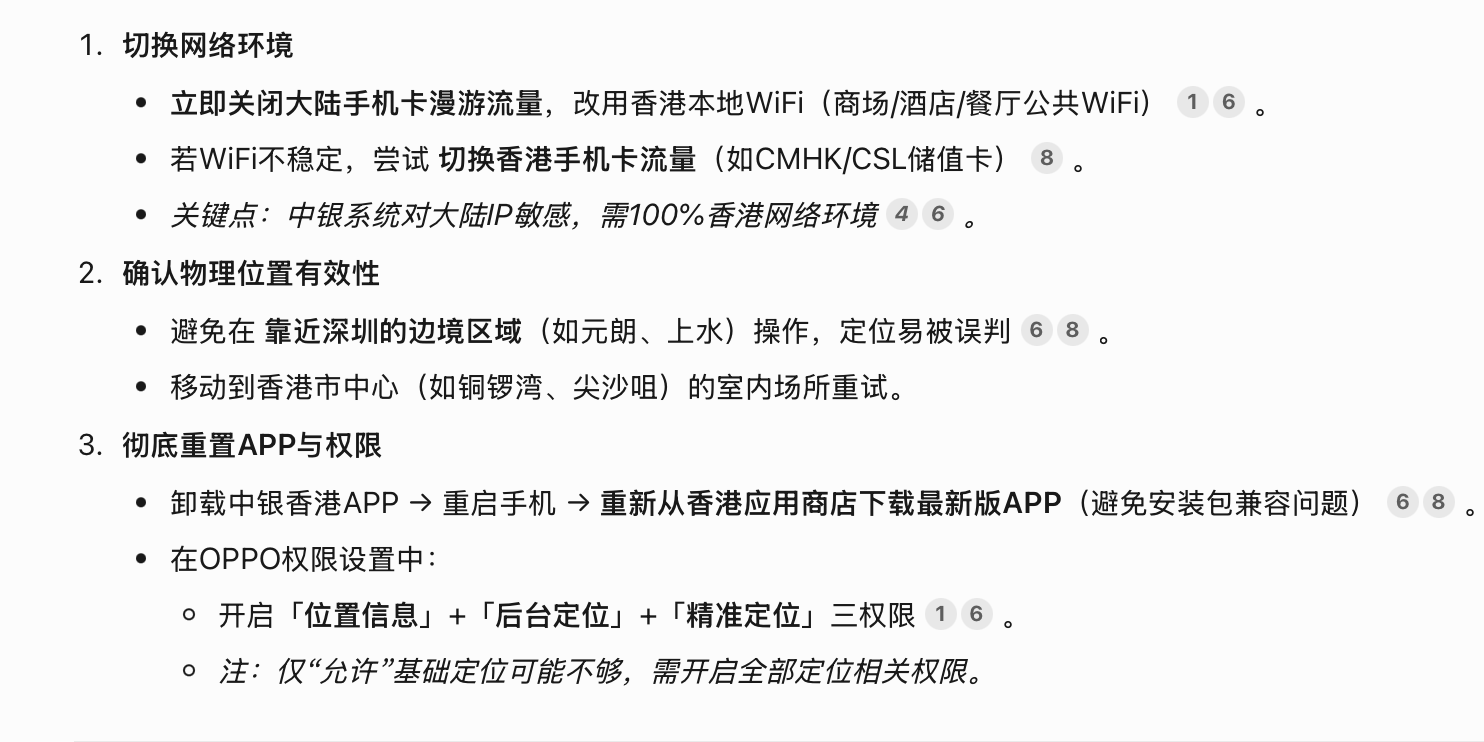 1. 切换网络环境
• 立即关闭大陆手机卡漫游流量，改用香港本地WiFi（商场/酒店/餐厅公共WiFi） 1 6 。
• 若WiFi不稳定，尝试 切换香港手机卡流量（如CMHK/CSL储值卡） 8 。
• 关键点：中银系统对大陆IP敏感，需100%香港网络环境 4 6 。
2. 确认物理位置有效性
• 避免在 靠近深圳的边境区域（如元朗、上水）操作，定位易被误判 6 8 。
• 移动到香港市中心（如铜锣湾、尖沙咀）的室内场所重试。
3. 彻底重置APP与权限
• 卸载中银香港APP → 重启手机 → 重新从香港应用商店下载最新版APP（避免安装包兼容问题） 6 8 。
• 在OPPO权限设置中：
◦ 开启「位置信息」+「后台定位」+「精准定位」三权限 1 6 。
◦ 注：仅“允许”基础定位可能不够，需开启全部定位相关权限。